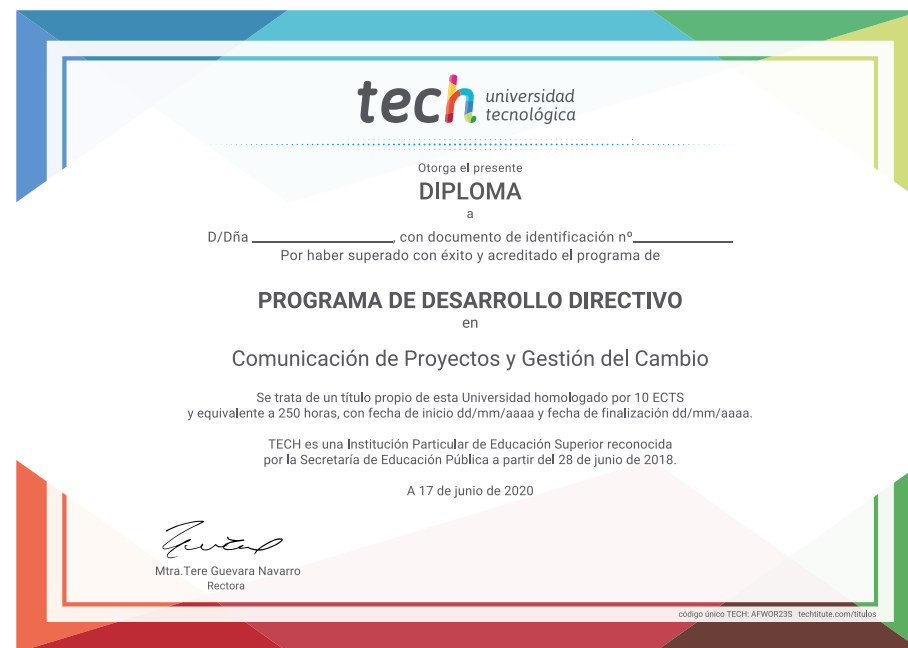 tech universidad
tecnológica
Otorga el presente
DIPLOMA
a
D/Dña ____________________, con documento de identificación nº______________
Por haber superado con éxito y acreditado el programa de
PROGRAMA DE DESARROLLO DIRECTIVO
en
Comunicación de Proyectos y Gestión del Cambio
Se trata de un título propio de esta Universidad homologado por 10 ECTS
y equivalente a 250 horas, con fecha de inicio dd/mm/aaaa y fecha de finalización dd/mm/aaaa.
TECH es una Institución Particular de Educación Superior reconocida
por la Secretaría de Educación Pública a partir del 28 de junio de 2018.
A 17 de junio de 2020
Mtra.Tere Guevara Navarro
Rectora
código único TECH: AFWOR23S techtitute.com/titulos